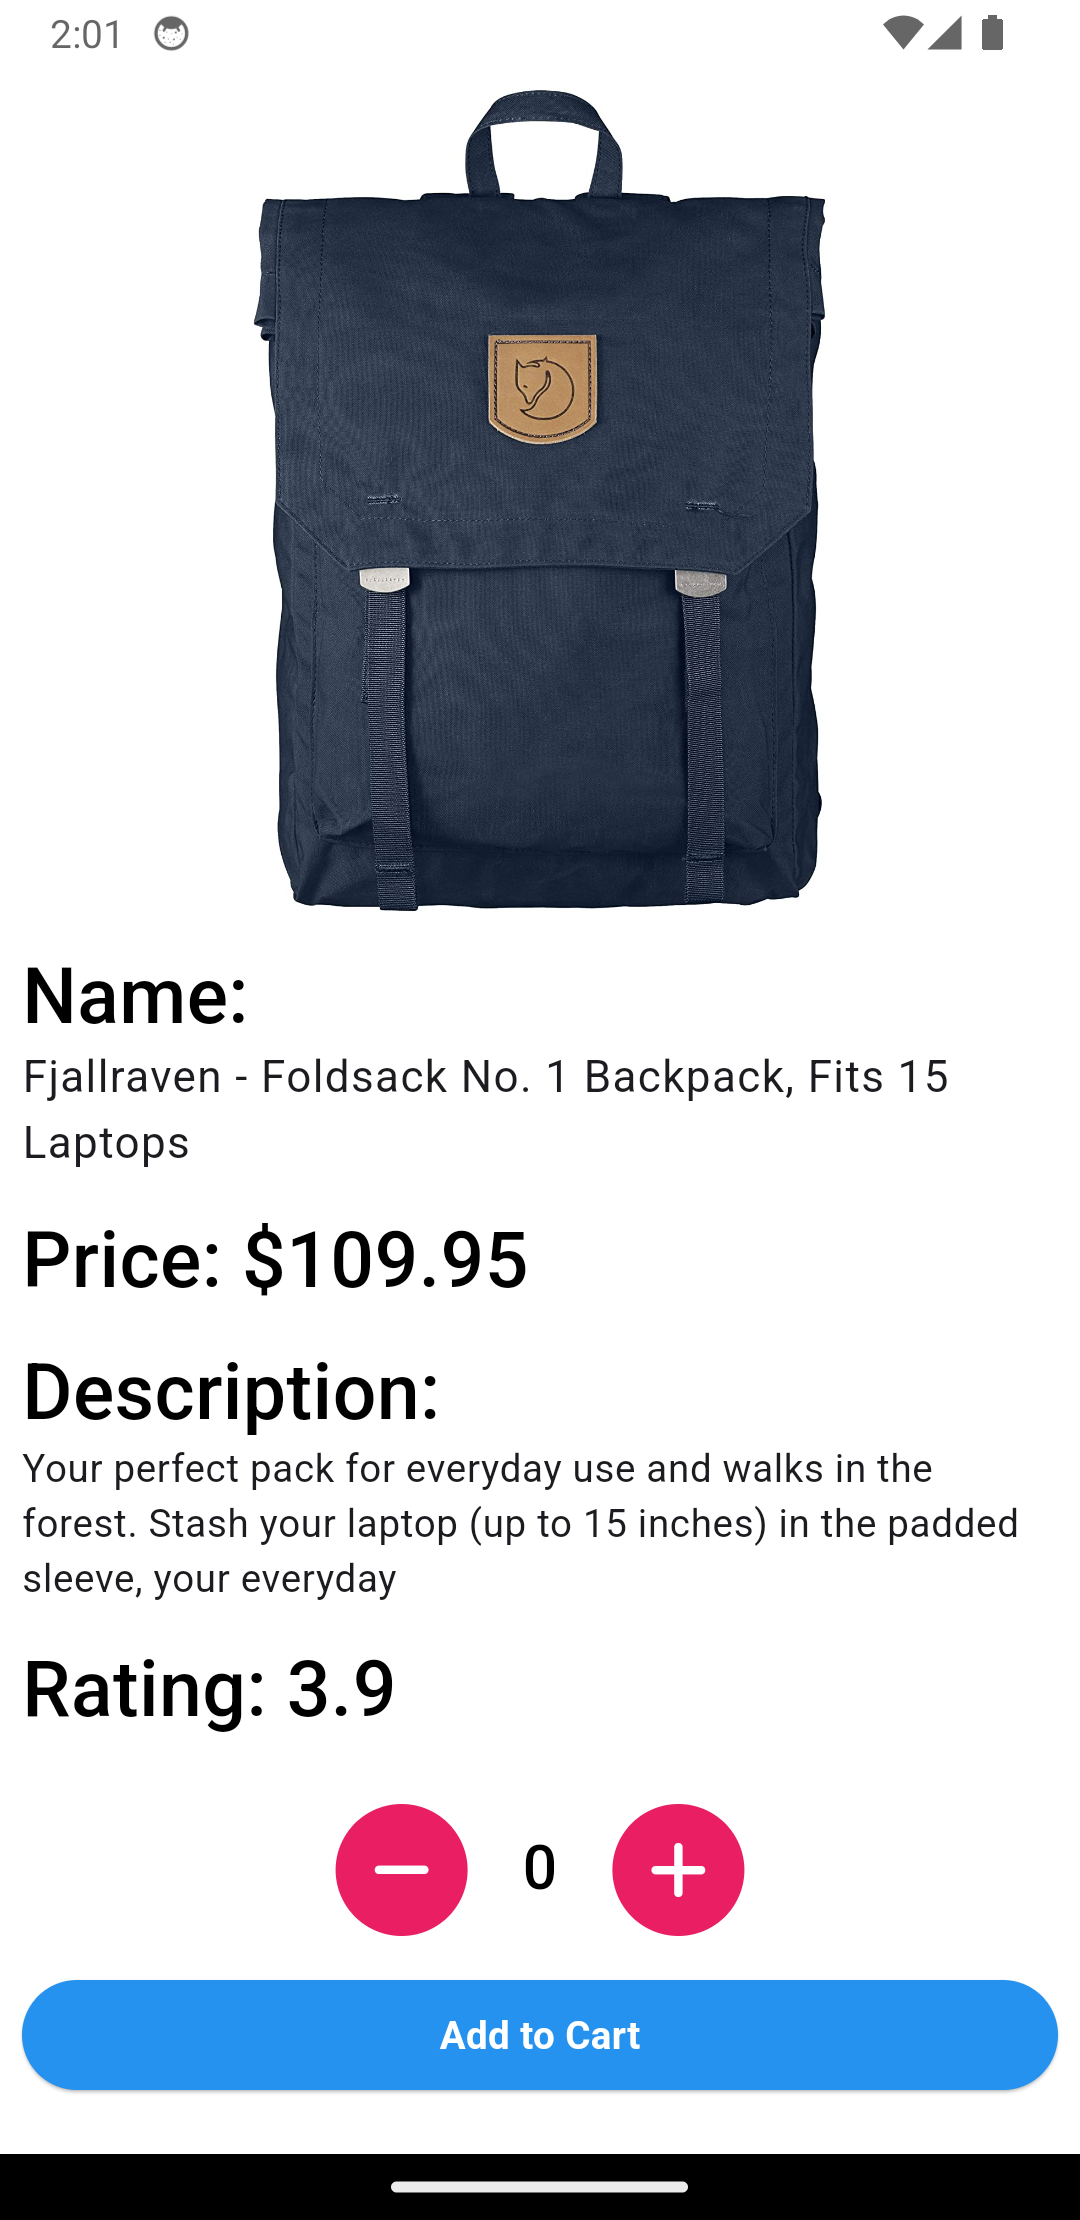 2:01
Name:
Fjallraven - Foldsack No. 1 Backpack, Fits 15
Laptops
Price: $109.95
Description:
Your perfect pack for everyday use and walks in the
forest. Stash your laptop (up to 15 inches) in the padded
sleeve, your everyday
Rating: 3.9
0
Add to Cart